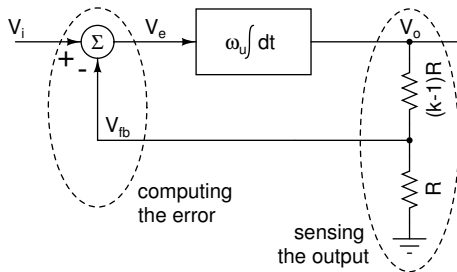 V_i
+
-
Σ
V_e
ω_u∫ dt
V_o
(k-1)R
V_fb
R
computing
the error
sensing
the output